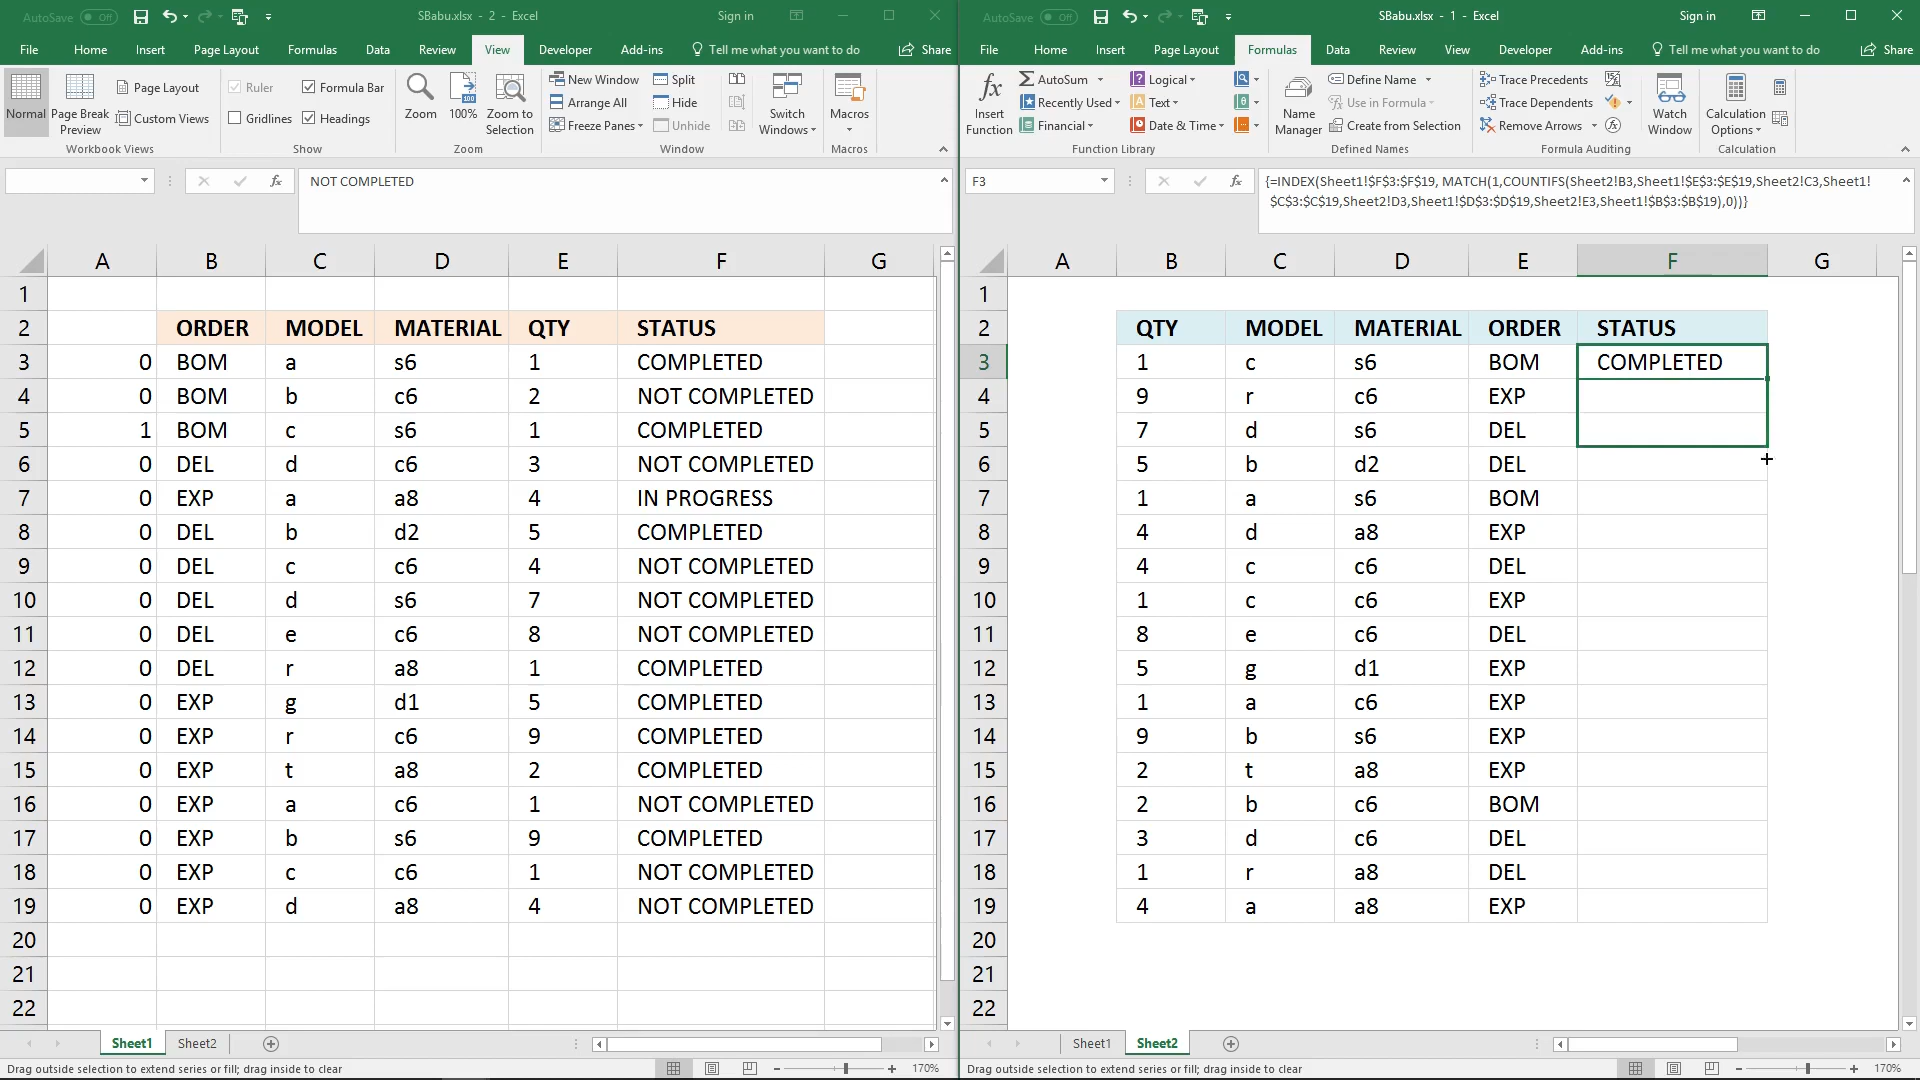 AutoSave Off SBabu.xlsx - 2 - Excel Sign in
File Home Insert Page Layout Formulas Data Review View Developer Add-ins Tell me what you want to do Share
Normal
Page Break Preview
Page Layout
Custom Views
Workbook Views
Ruler
Formula Bar
Gridlines
Headings
Show
Zoom
100%
Zoom to Selection
Zoom
New Window
Arrange All
Freeze Panes
Split
Hide
Unhide
Switch Windows
Window
Macros
Macros
NOT COMPLETED
A B C D E F G
1
2 ORDER MODEL MATERIAL QTY STATUS
3 0 BOM a s6 1 COMPLETED
4 0 BOM b c6 2 NOT COMPLETED
5 1 BOM c s6 1 COMPLETED
6 0 DEL d c6 3 NOT COMPLETED
7 0 EXP a a8 4 IN PROGRESS
8 0 DEL b d2 5 COMPLETED
9 0 DEL c c6 4 NOT COMPLETED
10 0 DEL d s6 7 NOT COMPLETED
11 0 DEL e c6 8 NOT COMPLETED
12 0 DEL r a8 1 COMPLETED
13 0 EXP g d1 5 COMPLETED
14 0 EXP r c6 9 COMPLETED
15 0 EXP t a8 2 COMPLETED
16 0 EXP a c6 1 NOT COMPLETED
17 0 EXP b s6 9 COMPLETED
18 0 EXP c c6 1 NOT COMPLETED
19 0 EXP d a8 4 NOT COMPLETED
20
21
22
Sheet1 Sheet2
Drag outside selection to extend series or fill; drag inside to clear 170%
AutoSave Off SBabu.xlsx - 1 - Excel Sign in
File Home Insert Page Layout Formulas Data Review View Developer Add-ins Tell me what you want to do Share
fx
Insert Function
AutoSum
Recently Used
Financial
Logical
Text
Date & Time
Function Library
Name Manager
Define Name
Use in Formula
Create from Selection
Defined Names
Trace Precedents
Trace Dependents
Remove Arrows
Formula Auditing
Watch Window
Calculation Options
Calculation
F3
{=INDEX(Sheet1!$F$3:$F$19, MATCH(1,COUNTIFS(Sheet2!B3,Sheet1!$E$3:$E$19,Sheet2!C3,Sheet1!
$C$3:$C$19,Sheet2!D3,Sheet1!$D$3:$D$19,Sheet2!E3,Sheet1!$B$3:$B$19),0))}
A B C D E F G
1
2 QTY MODEL MATERIAL ORDER STATUS
3 1 c s6 BOM COMPLETED
4 9 r c6 EXP
5 7 d s6 DEL
6 5 b d2 DEL
7 1 a s6 BOM
8 4 d a8 EXP
9 4 c c6 DEL
10 1 c c6 EXP
11 8 e c6 DEL
12 5 g d1 EXP
13 1 a c6 EXP
14 9 b s6 EXP
15 2 t a8 EXP
16 2 b c6 BOM
17 3 d c6 DEL
18 1 r a8 DEL
19 4 a a8 EXP
20
21
22
Sheet1 Sheet2
Drag outside selection to extend series or fill; drag inside to clear 170%